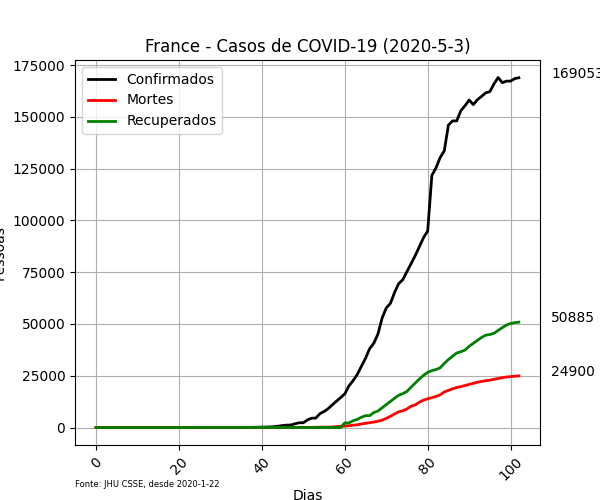 France - Casos de COVID-19 (2020-5-3)
175000
150000
125000
100000
75000
50000
25000
0
Confirmados
Mortes
Recuperados
169053
50885
24900
0
20
40
60
80
100
Dias
Fonte: JHU CSSE, desde 2020-1-22